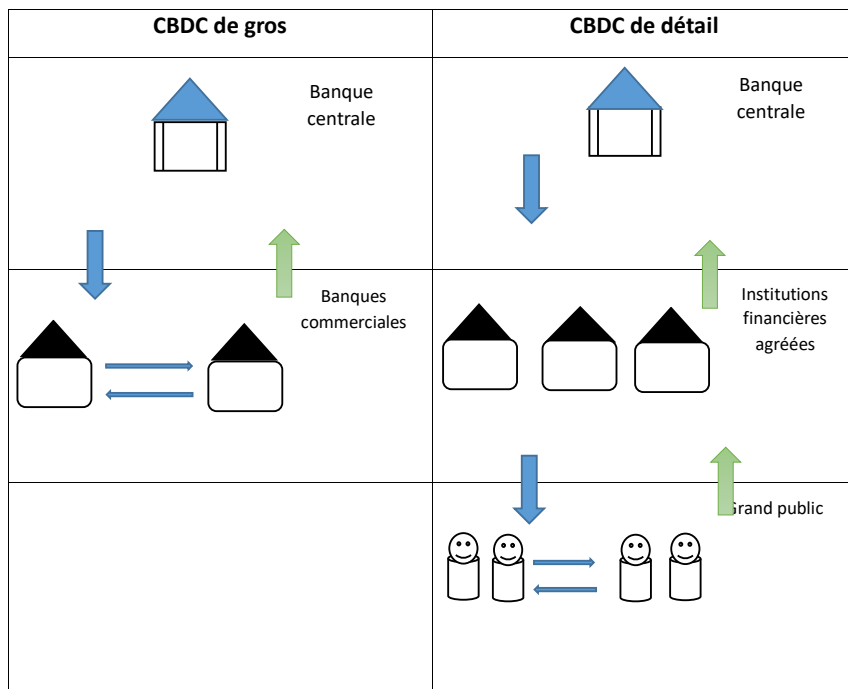 CBDC de gros
CBDC de détail
Banque
centrale
Banque
centrale
Banques
commerciales
Institutions
financières
agréées
Grand public